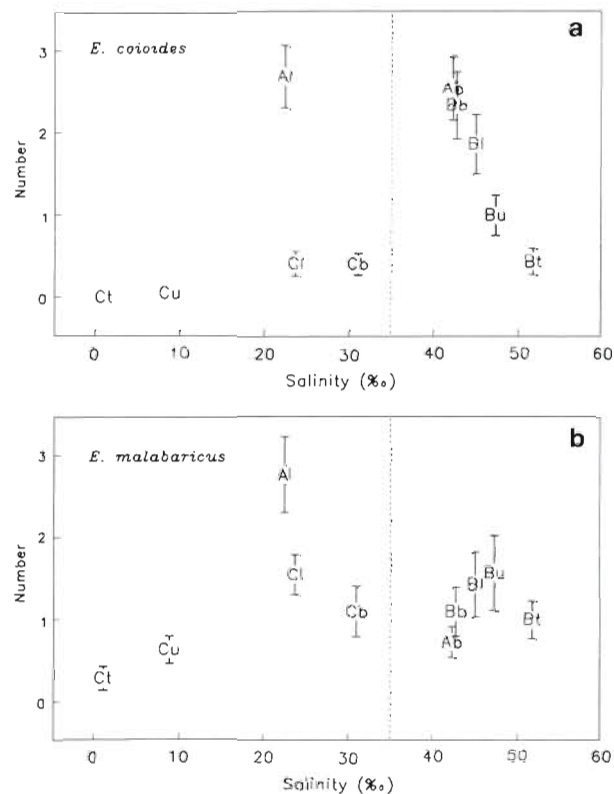 a
E. coioides
3
2
1
0
Number
Al
Ab
Bb
Bl
Bu
Bt
Cl
Cb
Ct
Cu
0 10 20 30 40 50 60
Salinity (‰)
b
E. malabaricus
3
2
1
0
Number
Al
Cl
Cb
Bb
Bl
Bu
Ab
Bt
Cu
Ct
0 10 20 30 40 50 60
Salinity (‰)